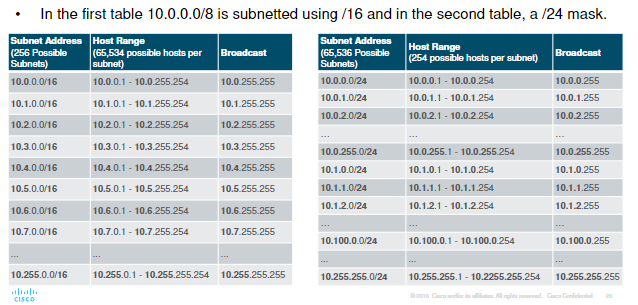 • In the first table 10.0.0.0/8 is subnetted using /16 and in the second table, a /24 mask.
Subnet Address (256 Possible Subnets) Host Range (65,534 possible hosts per subnet) Broadcast
10.0.0.0/16 10.0.0.1 - 10.0.255.254 10.0.255.255
10.1.0.0/16 10.1.0.1 - 10.1.255.254 10.1.255.255
10.2.0.0/16 10.2.0.1 - 10.2.255.254 10.2.255.255
10.3.0.0/16 10.3.0.1 - 10.3.255.254 10.3.255.255
10.4.0.0/16 10.4.0.1 - 10.4.255.254 10.4.255.255
10.5.0.0/16 10.5.0.1 - 10.5.255.254 10.5.255.255
10.6.0.0/16 10.6.0.1 - 10.6.255.254 10.6.255.255
10.7.0.0/16 10.7.0.1 - 10.7.255.254 10.7.255.255
... ... ...
10.255.0.0/16 10.255.0.1 - 10.255.255.254 10.255.255.255
Subnet Address (65,536 Possible Subnets) Host Range (254 possible hosts per subnet) Broadcast
10.0.0.0/24 10.0.0.1 - 10.0.0.254 10.0.0.255
10.0.1.0/24 10.0.1.1 - 10.0.1.254 10.0.1.255
10.0.2.0/24 10.0.2.1 - 10.0.2.254 10.0.2.255
... ... ...
10.0.255.0/24 10.0.255.1 - 10.0.255.254 10.0.255.255
10.1.0.0/24 10.1.0.1 - 10.1.0.254 10.1.0.255
10.1.1.0/24 10.1.1.1 - 10.1.1.254 10.1.1.255
10.1.2.0/24 10.1.2.1 - 10.1.2.254 10.1.2.255
... ... ...
10.100.0.0/24 10.100.0.1 - 10.100.0.254 10.100.0.255
... ... ...
10.255.255.0/24 10.255.255.1 - 10.2255.255.254 10.255.255.255
CISCO
© 2016 Cisco and/or its affiliates. All rights reserved. Cisco Confidential